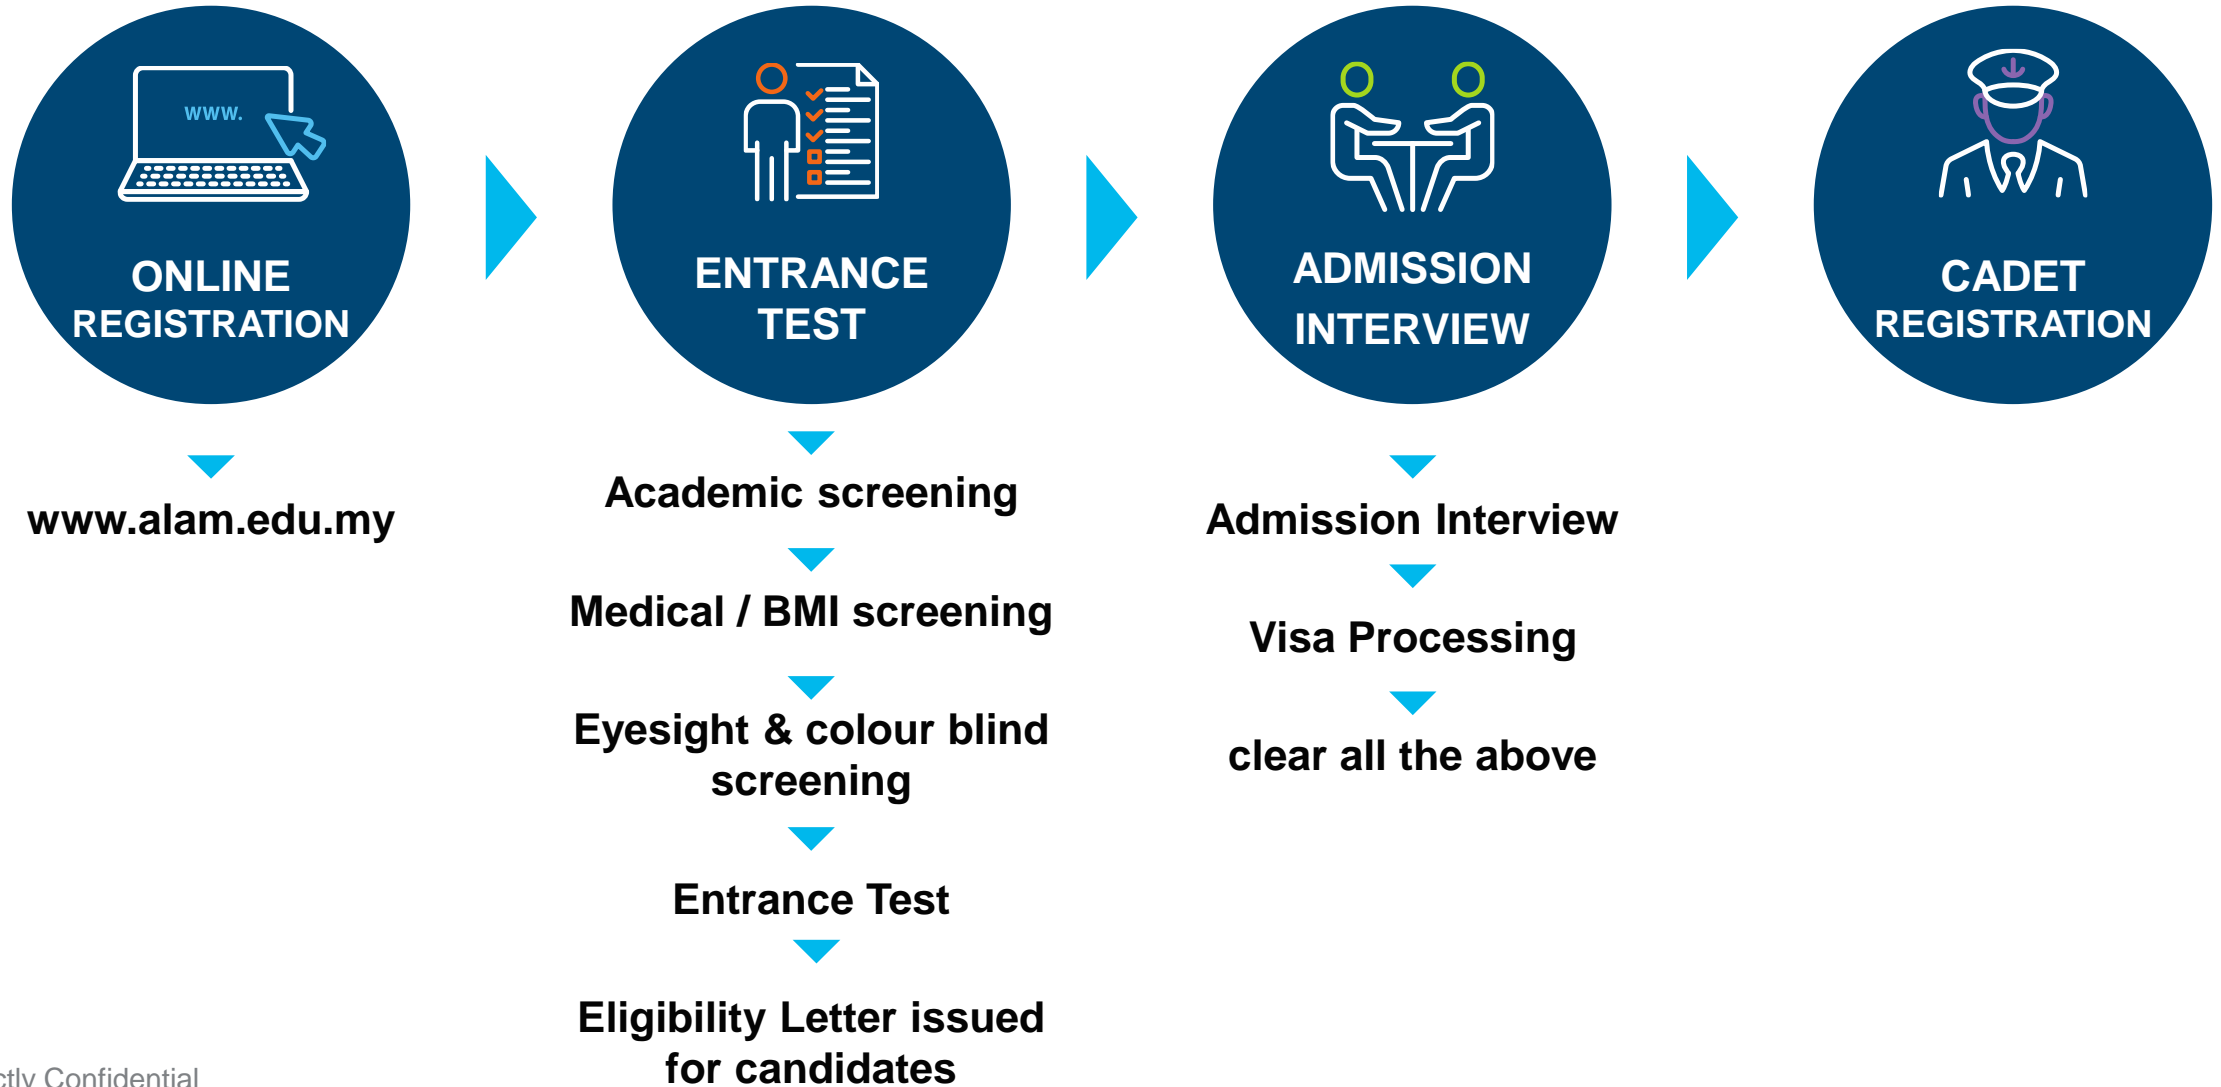 www.
ONLINE
REGISTRATION
www.alam.edu.my
ENTRANCE
TEST
Academic screening
Medical / BMI screening
Eyesight & colour blind
screening
Entrance Test
Eligibility Letter issued
for candidates
ADMISSION
INTERVIEW
Admission Interview
Visa Processing
clear all the above
CADET
REGISTRATION
Confidential